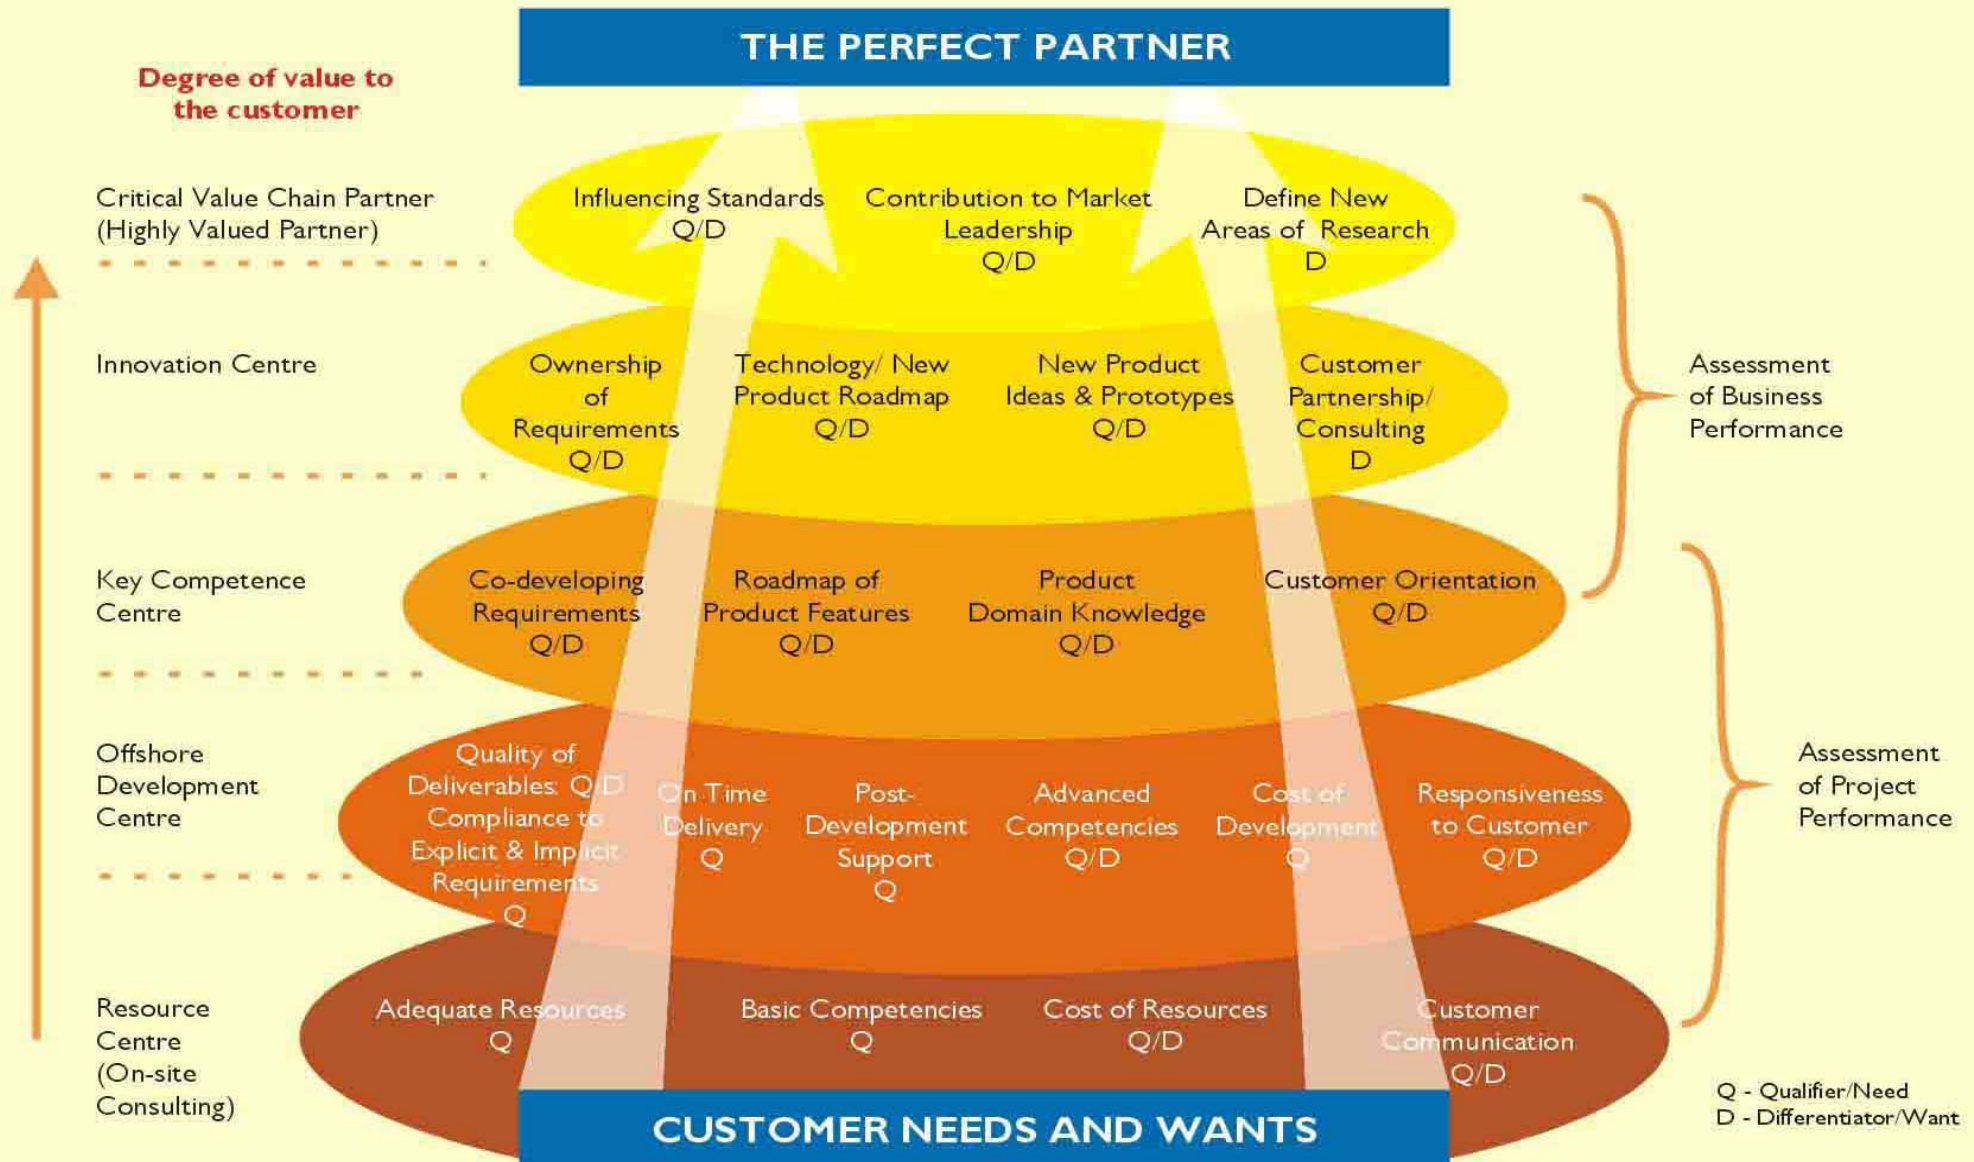 THE PERFECT PARTNER
Degree of value to
the customer
Critical Value Chain Partner
(Highly Valued Partner)
Influencing Standards
Q/D
Contribution to Market
Leadership
Q/D
Define New
Areas of Research
D
Innovation Centre
Ownership
of
Requirements
Q/D
Technology/ New
Product Roadmap
Q/D
New Product
Ideas & Prototypes
Q/D
Customer
Partnership/
Consulting
D
Assessment
of Business
Performance
Key Competence
Centre
Co-developing
Requirements
Q/D
Roadmap of
Product Features
Q/D
Product
Domain Knowledge
Q/D
Customer Orientation
Q/D
Offshore
Development
Centre
Quality of
Deliverables: Q/D
Compliance to
Explicit & Implicit
Requirements
Q
On Time
Delivery
Q
Post-
Development
Support
Q
Advanced
Competencies
Q/D
Cost of
Development
Q
Responsiveness
to Customer
Q/D
Assessment
of Project
Performance
Resource
Centre
(On-site
Consulting)
Adequate Resources
Q
Basic Competencies
Q
Cost of Resources
Q/D
Customer
Communication
Q/D
Q - Qualifier/Need
D - Differentiator/Want
CUSTOMER NEEDS AND WANTS